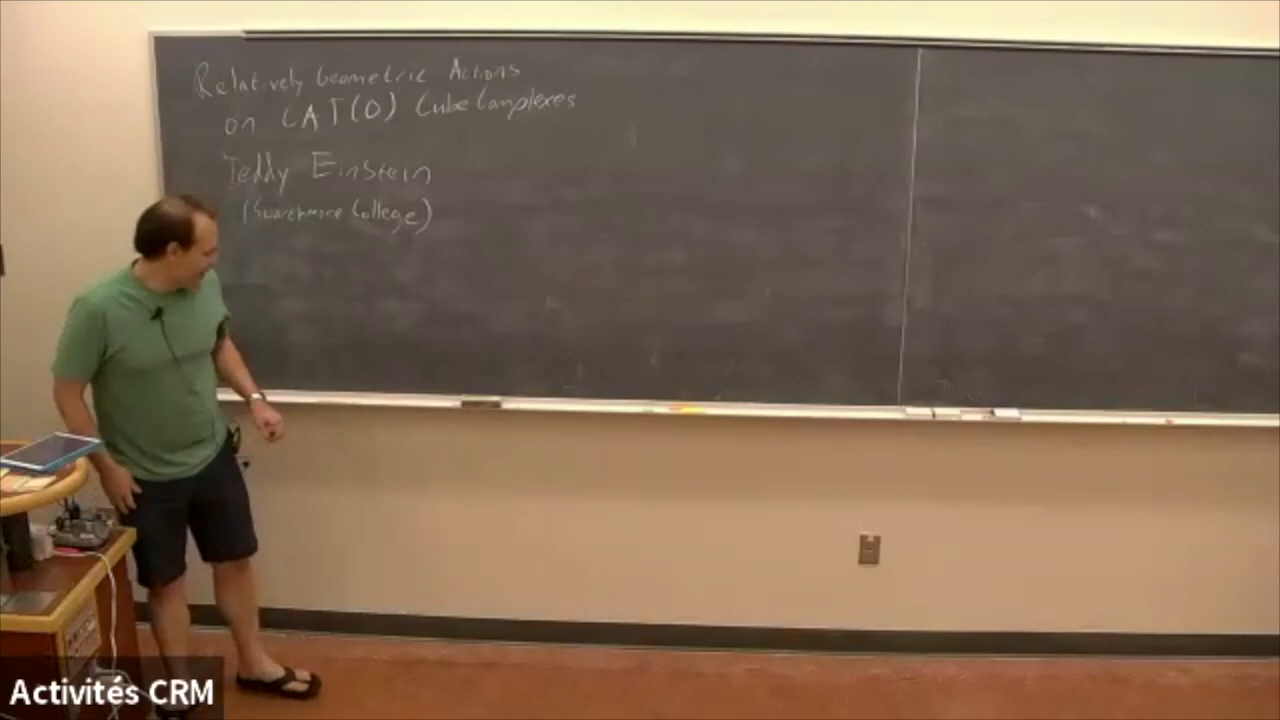 Relatively Geometric Actions
on CAT(0) Cube Complexes
Teddy Einstein
(Swarthmore College)
Activités CRM